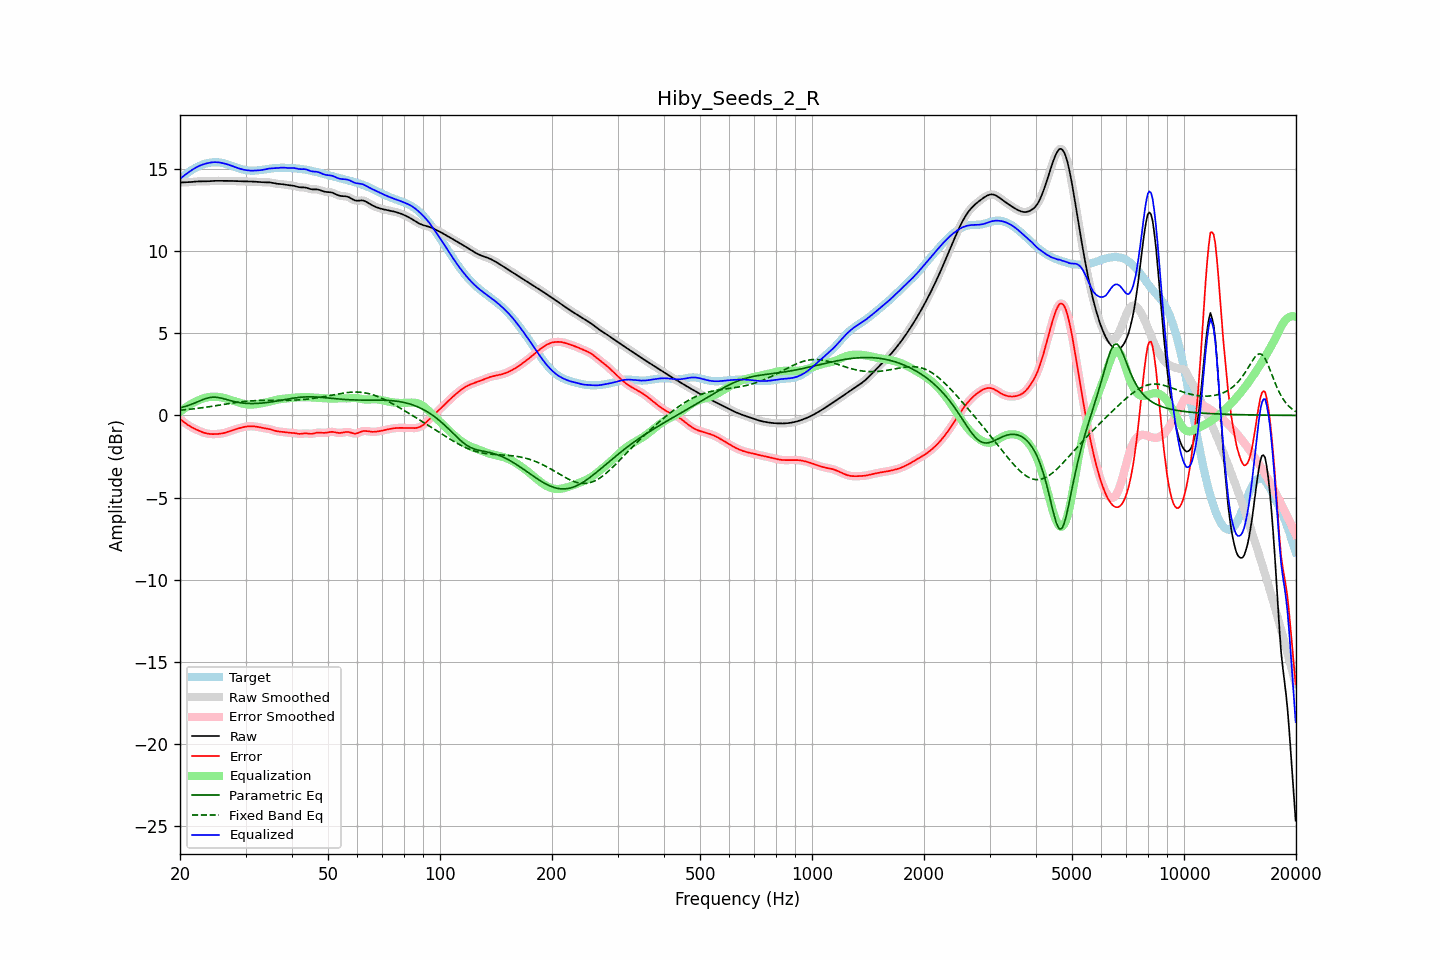 Hiby_Seeds_2_R
Amplitude (dBr)
15
10
5
0
−5
−10
−15
−20
−25
Target
Raw Smoothed
Error Smoothed
Raw
Error
Equalization
Parametric Eq
Fixed Band Eq
Equalized
20 50 100 200 500 1000 2000 5000 10000 20000
Frequency (Hz)